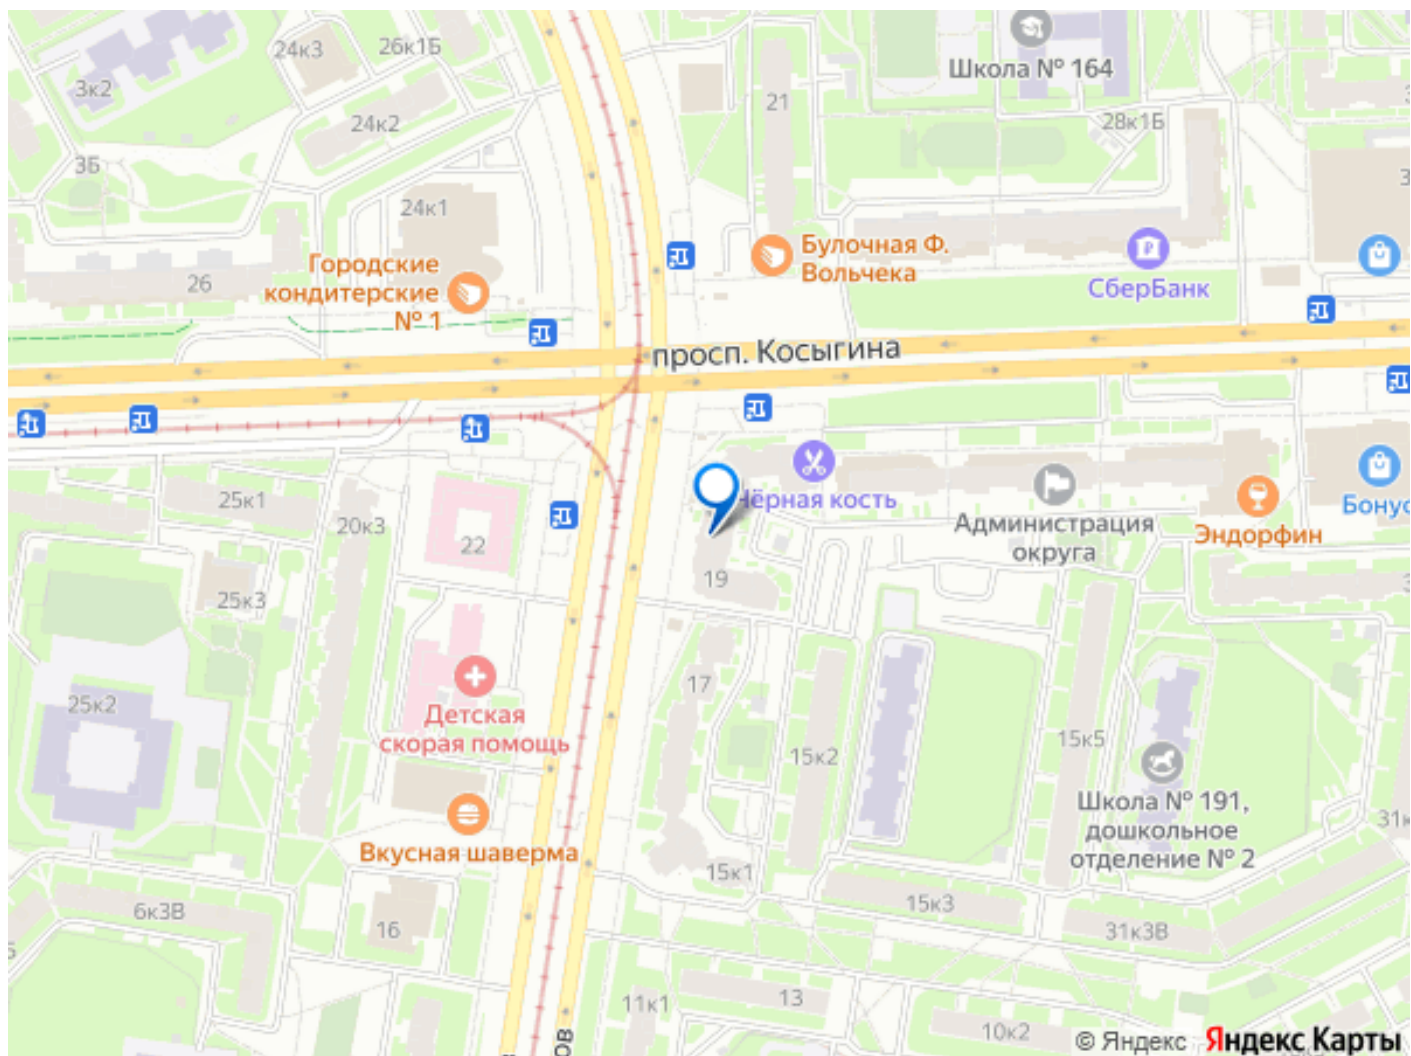 24к3
26к1Б
Школа № 164
3к2
21
24к2
28к1Б
3Б
24к1
Булочная Ф.
Вольчека
Городские
кондитерские
№ 1
26
СберБанк
просп. Косыгина
Чёрная кость
25к1
20к3
Администрация
округа
Эндорфин
Бонус
22
19
25к3
17
25к2
Детская
скорая помощь
15к2
15к5
Школа № 191,
дошкольное
отделение № 2
Вкусная шаверма
15к1
6к3В
15к3
16
31к3В
11к1
13
10к2
ов
© Яндекс
Яндекс Карты